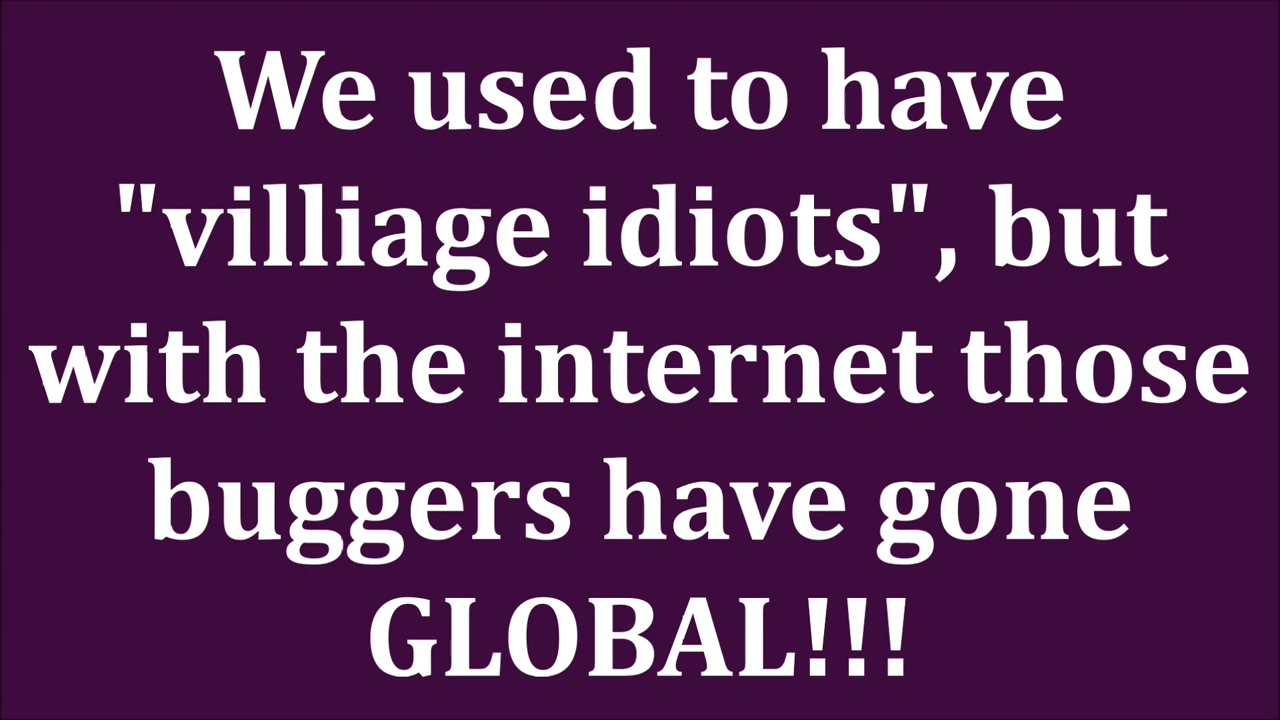 We used to have
"villiage idiots", but
with the internet those
buggers have gone
GLOBAL!!!